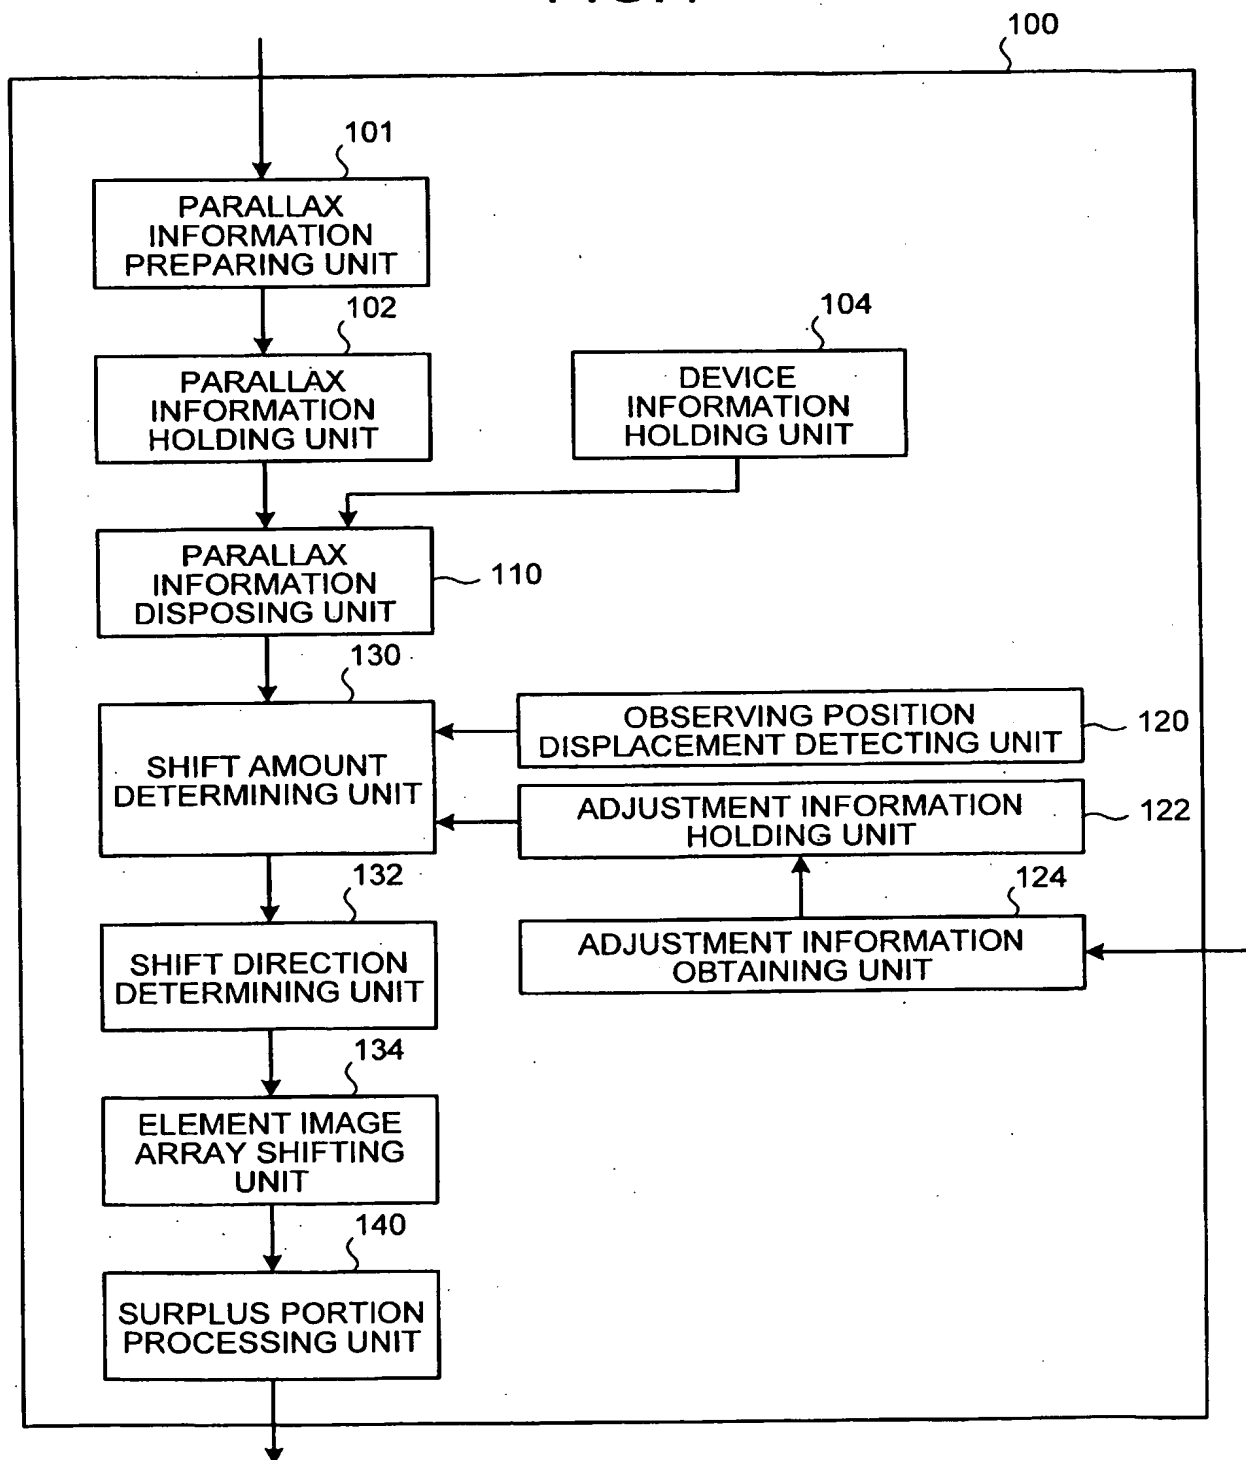 100
101
PARALLAX
INFORMATION
PREPARING UNIT
102
104
PARALLAX
INFORMATION
HOLDING UNIT
DEVICE
INFORMATION
HOLDING UNIT
PARALLAX
INFORMATION
DISPOSING UNIT
110
130
SHIFT AMOUNT
DETERMINING UNIT
OBSERVING POSITION
DISPLACEMENT DETECTING UNIT
120
ADJUSTMENT INFORMATION
HOLDING UNIT
122
132
124
SHIFT DIRECTION
DETERMINING UNIT
ADJUSTMENT INFORMATION
OBTAINING UNIT
134
ELEMENT IMAGE
ARRAY SHIFTING
UNIT
140
SURPLUS PORTION
PROCESSING UNIT